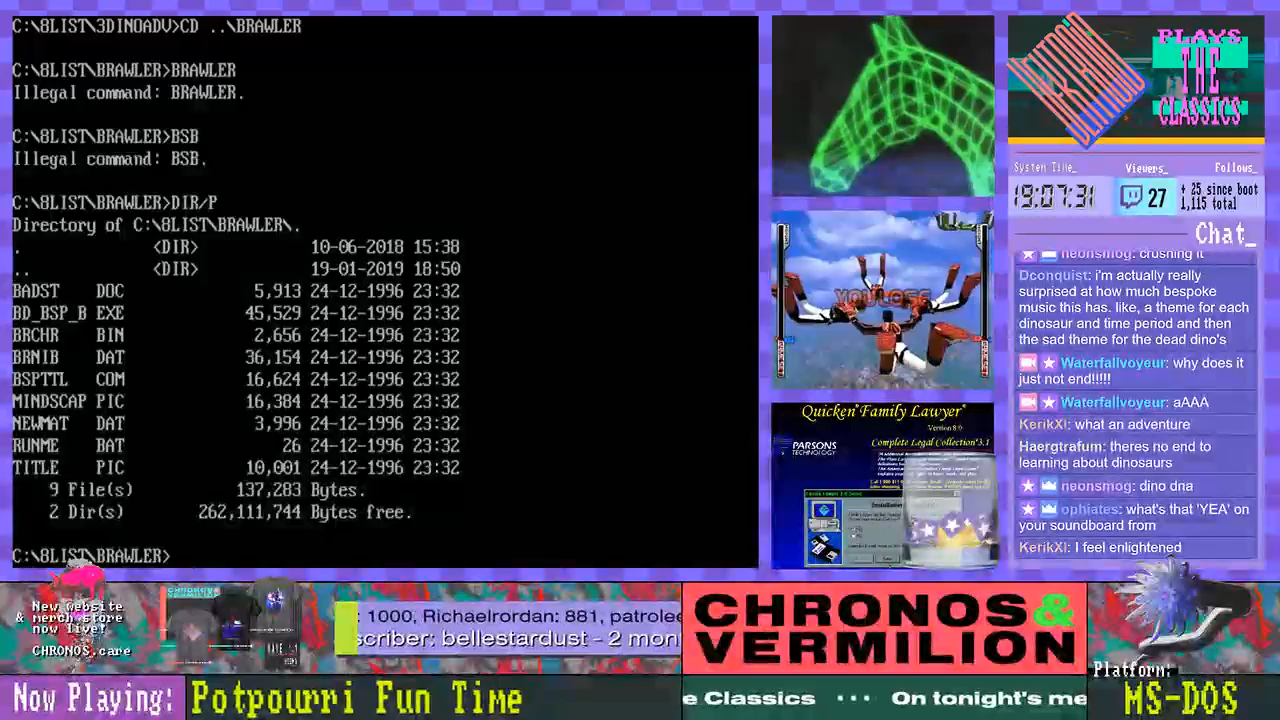 C:\8LIST\3DINOADV>CD ..\BRAWLER
C:\8LIST\BRAWLER>BRAWLER
Illegal command: BRAWLER.
C:\8LIST\BRAWLER>BSB
Illegal command: BSB.
C:\8LIST\BRAWLER>DIR/P
Directory of C:\8LIST\BRAWLER\.
. <DIR> 10-06-2018 15:38
.. <DIR> 19-01-2019 18:50
BADST DOC 5,913 24-12-1996 23:32
BD_BSP_B EXE 45,529 24-12-1996 23:32
BRCHR BIN 2,656 24-12-1996 23:32
BRNIB DAT 36,154 24-12-1996 23:32
BSPTTL COM 16,624 24-12-1996 23:32
MINDSCAP PIC 16,384 24-12-1996 23:32
NEWMAT DAT 3,996 24-12-1996 23:32
RUNME BAT 26 24-12-1996 23:32
TITLE PIC 10,001 24-12-1996 23:32
9 File(s) 137,283 Bytes.
2 Dir(s) 262,111,744 Bytes free.
C:\8LIST\BRAWLER>
YOU LOSE
Quicken Family Lawyer
Version 8.0
PARSONS
TECHNOLOGY
Complete Legal Collection 3.1
PLAYS
THE
CLASSICS
System Time_ Viewers_ Follows_
19:07:31
27
+ 25 since boot
1,115 total
Chat_
neonsmog: crushing it
Dconquist: i'm actually really
surprised at how much bespoke
music this has. like, a theme for each
dinosaur and time period and then
the sad theme for the dead dino's
Waterfallvoyeur: why does it
just not end!!!!!
Waterfallvoyeur: aAAA
KerikXI: what an adventure
Haergtrafum: theres no end to
learning about dinosaurs
neonsmog: dino dna
ophiates: what's that 'YEA' on
your soundboard from
KerikXI: I feel enlightened
New website
& merch store
now live!
CHRONOS.care
: 1000, Richaelrordan: 881, patrolee
scriber: bellestardust - 2 mon
CHRONOS &
VERMILION
Platform:
MS-DOS
Now Playing: Potpourri Fun Time
e Classics ··· On tonight's me